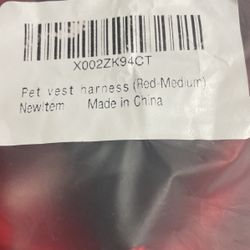 X002ZK94CT
Pet vest harness (Red-Medium)
NewItem Made in China